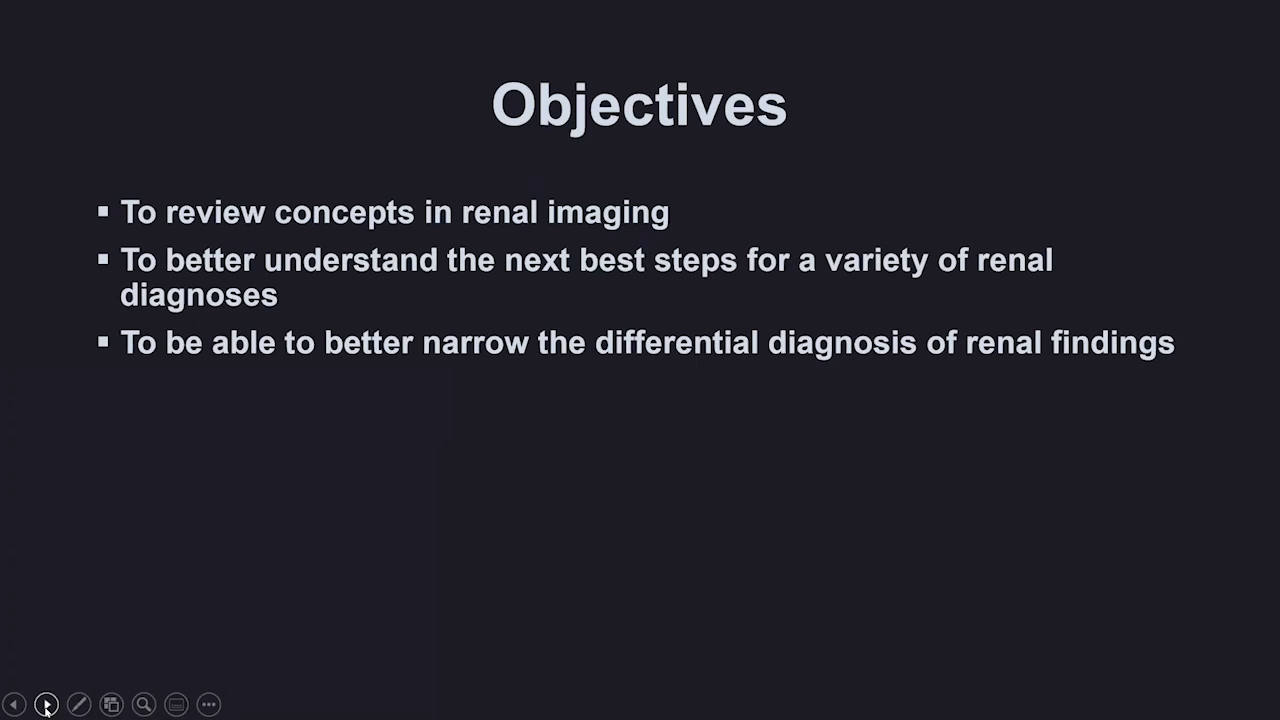 Objectives
▪ To review concepts in renal imaging
▪ To better understand the next best steps for a variety of renal
diagnoses
▪ To be able to better narrow the differential diagnosis of renal findings